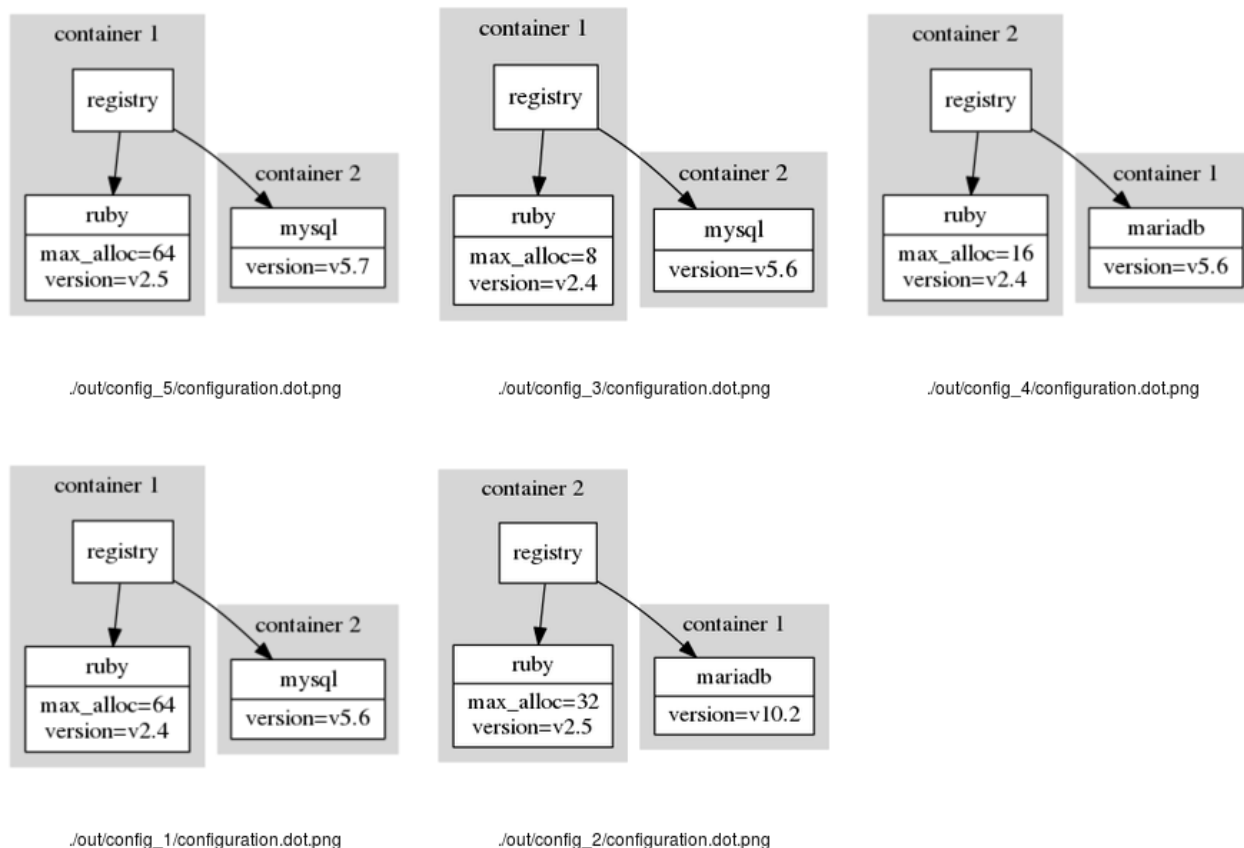 container 1
registry
ruby
max_alloc=64
version=v2.5
container 2
mysql
version=v5.7
./out/config_5/configuration.dot.png
container 1
registry
ruby
max_alloc=8
version=v2.4
container 2
mysql
version=v5.6
./out/config_3/configuration.dot.png
container 2
registry
ruby
max_alloc=16
version=v2.4
container 1
mariadb
version=v5.6
./out/config_4/configuration.dot.png
container 1
registry
ruby
max_alloc=64
version=v2.4
container 2
mysql
version=v5.6
./out/config_1/configuration.dot.png
container 2
registry
ruby
max_alloc=32
version=v2.5
container 1
mariadb
version=v10.2
./out/config_2/configuration.dot.png